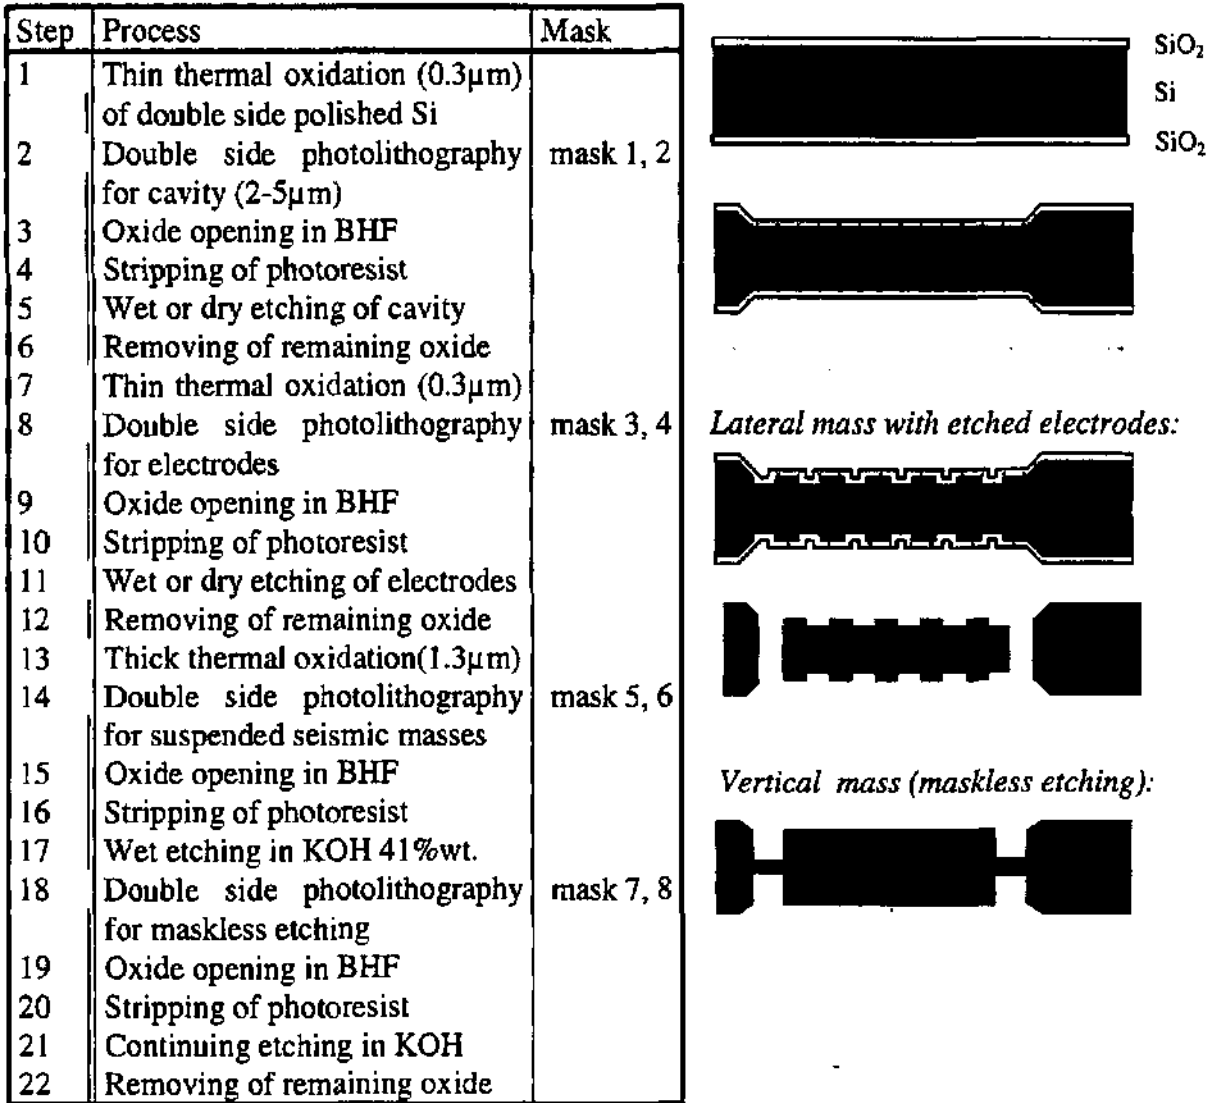 Step Process Mask
1 Thin thermal oxidation (0.3µm)
of double side polished Si
2 Double side photolithography mask 1, 2
for cavity (2-5µm)
3 Oxide opening in BHF
4 Stripping of photoresist
5 Wet or dry etching of cavity
6 Removing of remaining oxide
7 Thin thermal oxidation (0.3µm)
8 Double side photolithography mask 3, 4
for electrodes
9 Oxide opening in BHF
10 Stripping of photoresist
11 Wet or dry etching of electrodes
12 Removing of remaining oxide
13 Thick thermal oxidation(1.3µm)
14 Double side photolithography mask 5, 6
for suspended seismic masses
15 Oxide opening in BHF
16 Stripping of photoresist
17 Wet etching in KOH 41%wt.
18 Double side photolithography mask 7, 8
for maskless etching
19 Oxide opening in BHF
20 Stripping of photoresist
21 Continuing etching in KOH
22 Removing of remaining oxide
SiO₂
Si
SiO₂
Lateral mass with etched electrodes:
Vertical mass (maskless etching):